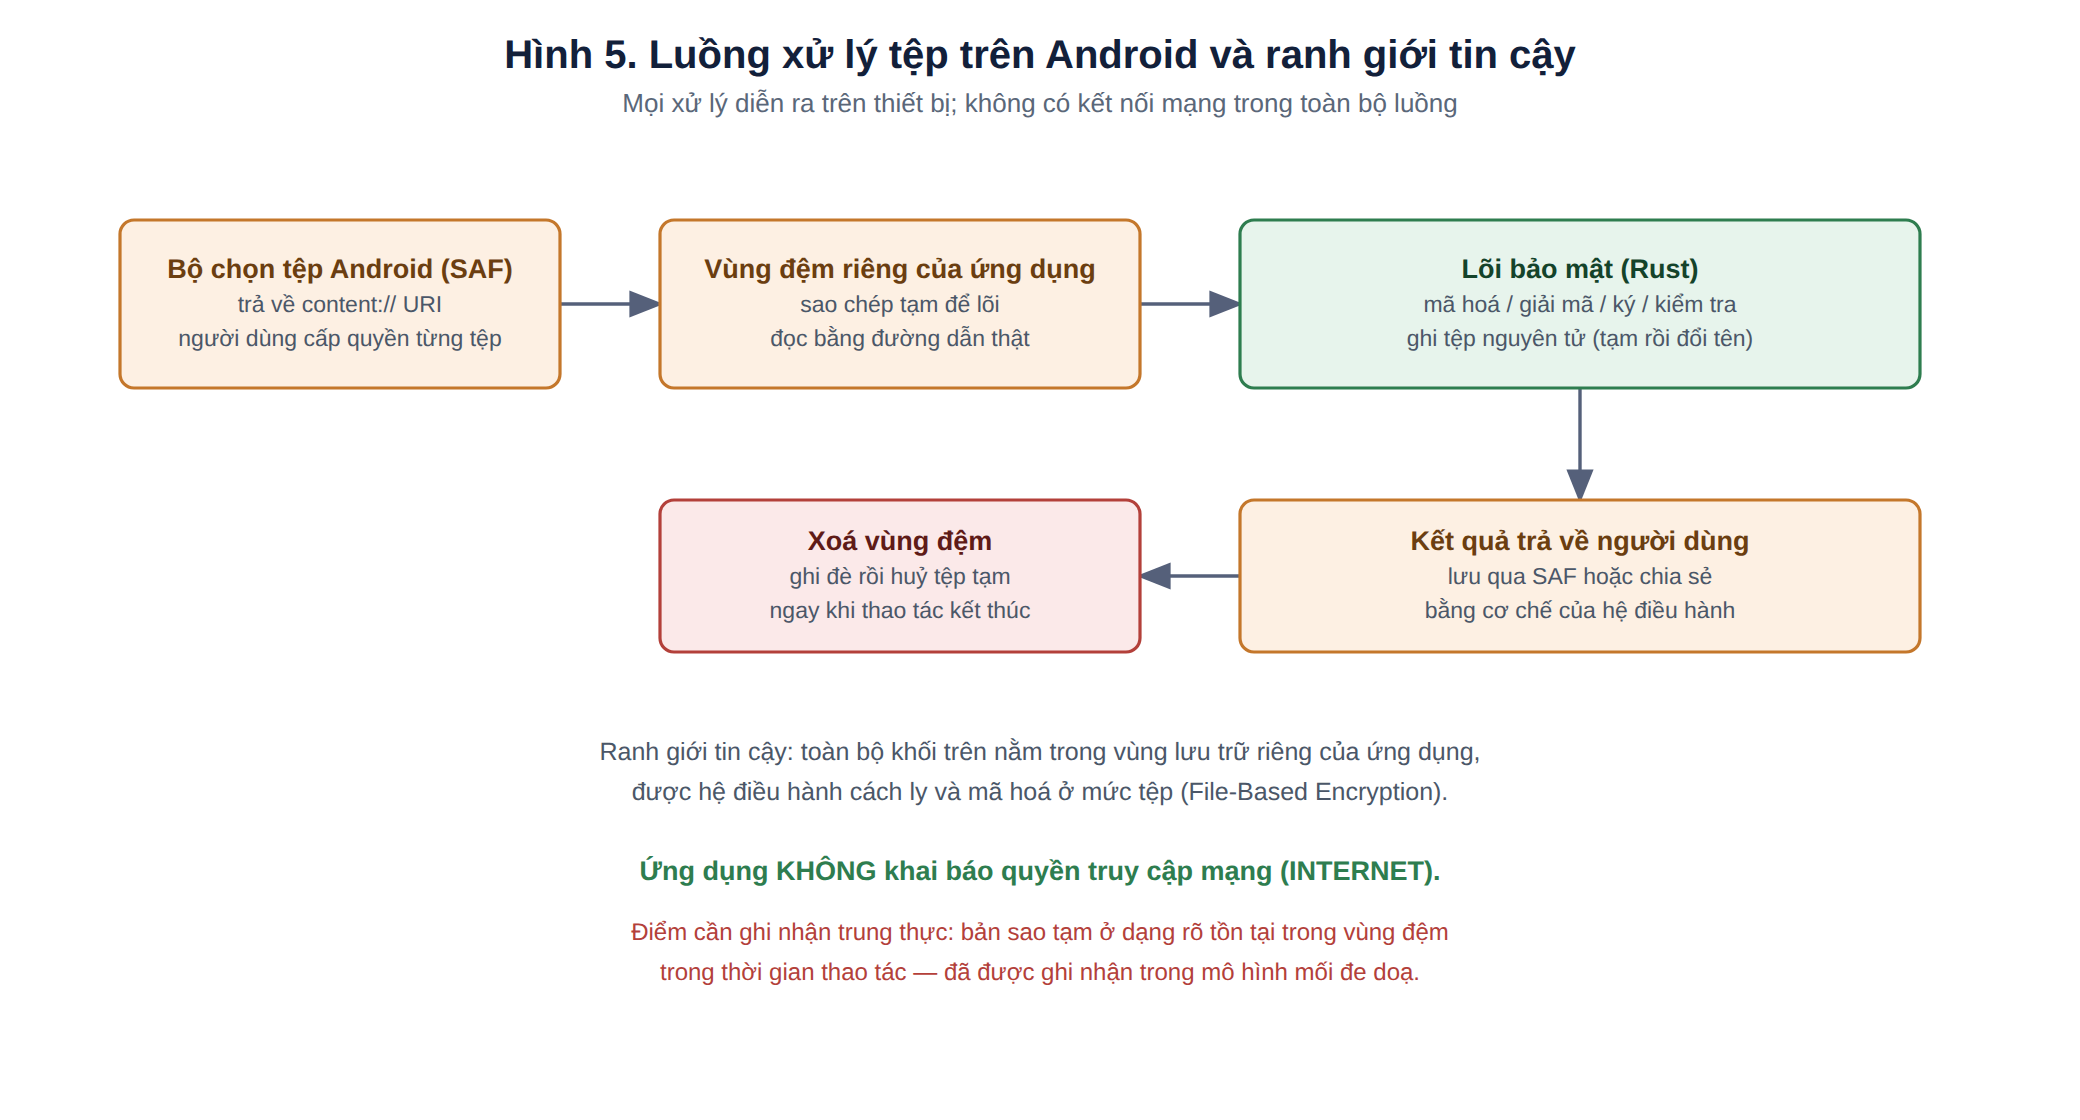 Hình 5. Luồng xử lý tệp trên Android và ranh giới tin cậy
Mọi xử lý diễn ra trên thiết bị; không có kết nối mạng trong toàn bộ luồng
Bộ chọn tệp Android (SAF)
trả về content:// URI
người dùng cấp quyền từng tệp
Vùng đệm riêng của ứng dụng
sao chép tạm để lõi
đọc bằng đường dẫn thật
Lõi bảo mật (Rust)
mã hoá / giải mã / ký / kiểm tra
ghi tệp nguyên tử (tạm rồi đổi tên)
Xoá vùng đệm
ghi đè rồi huỷ tệp tạm
ngay khi thao tác kết thúc
Kết quả trả về người dùng
lưu qua SAF hoặc chia sẻ
bằng cơ chế của hệ điều hành
Ranh giới tin cậy: toàn bộ khối trên nằm trong vùng lưu trữ riêng của ứng dụng,
được hệ điều hành cách ly và mã hoá ở mức tệp (File-Based Encryption).
Ứng dụng KHÔNG khai báo quyền truy cập mạng (INTERNET).
Điểm cần ghi nhận trung thực: bản sao tạm ở dạng rõ tồn tại trong vùng đệm
trong thời gian thao tác — đã được ghi nhận trong mô hình mối đe doạ.